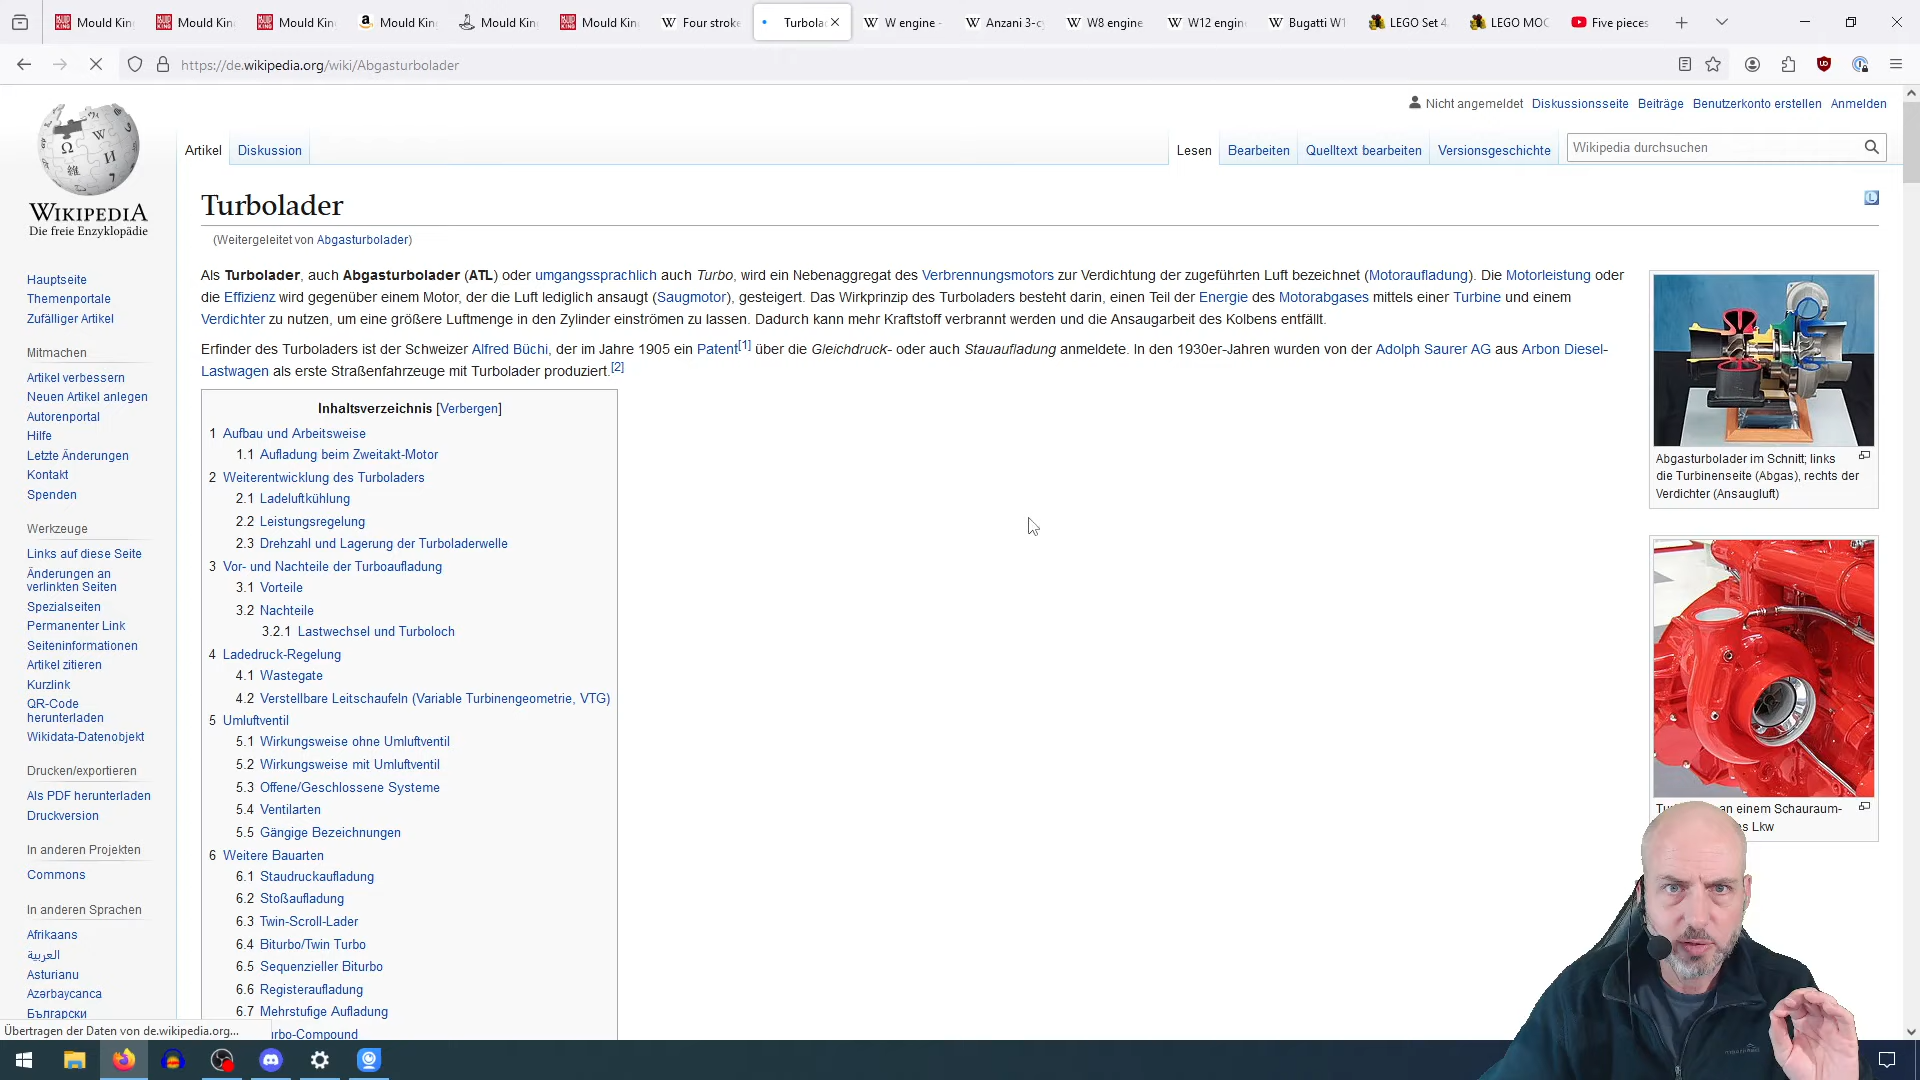 Mould Kin
Mould Kin
Mould Kin
Mould Kin
Mould Kin
Mould Kin
Four stroke
Turbola
W engine -
Anzani 3-cy
W8 engine
W12 engin
Bugatti W1
LEGO Set 4
LEGO MOC
Five pieces
https://de.wikipedia.org/wiki/Abgasturbolader
Nicht angemeldet Diskussionsseite Beiträge Benutzerkonto erstellen Anmelden
WIKIPEDIA
Die freie Enzyklopädie
Artikel Diskussion
Lesen Bearbeiten Quelltext bearbeiten Versionsgeschichte
Wikipedia durchsuchen
Hauptseite
Themenportale
Zufälliger Artikel
Mitmachen
Artikel verbessern
Neuen Artikel anlegen
Autorenportal
Hilfe
Letzte Änderungen
Kontakt
Spenden
Werkzeuge
Links auf diese Seite
Änderungen an
verlinkten Seiten
Spezialseiten
Permanenter Link
Seiteninformationen
Artikel zitieren
Kurzlink
QR-Code
herunterladen
Wikidata-Datenobjekt
Drucken/exportieren
Als PDF herunterladen
Druckversion
In anderen Projekten
Commons
In anderen Sprachen
Afrikaans
العربية
Asturianu
Azərbaycanca
Български
Turbolader
(Weitergeleitet von Abgasturbolader)
Als Turbolader, auch Abgasturbolader (ATL) oder umgangssprachlich auch Turbo, wird ein Nebenaggregat des Verbrennungsmotors zur Verdichtung der zugeführten Luft bezeichnet (Motoraufladung). Die Motorleistung oder
die Effizienz wird gegenüber einem Motor, der die Luft lediglich ansaugt (Saugmotor), gesteigert. Das Wirkprinzip des Turboladers besteht darin, einen Teil der Energie des Motorabgases mittels einer Turbine und einem
Verdichter zu nutzen, um eine größere Luftmenge in den Zylinder einströmen zu lassen. Dadurch kann mehr Kraftstoff verbrannt werden und die Ansaugarbeit des Kolbens entfällt.
Erfinder des Turboladers ist der Schweizer Alfred Büchi, der im Jahre 1905 ein Patent[1] über die Gleichdruck- oder auch Stauaufladung anmeldete. In den 1930er-Jahren wurden von der Adolph Saurer AG aus Arbon Diesel-
Lastwagen als erste Straßenfahrzeuge mit Turbolader produziert.[2]
Inhaltsverzeichnis [Verbergen]
1 Aufbau und Arbeitsweise
1.1 Aufladung beim Zweitakt-Motor
2 Weiterentwicklung des Turboladers
2.1 Ladeluftkühlung
2.2 Leistungsregelung
2.3 Drehzahl und Lagerung der Turboladerwelle
3 Vor- und Nachteile der Turboaufladung
3.1 Vorteile
3.2 Nachteile
3.2.1 Lastwechsel und Turboloch
4 Ladedruck-Regelung
4.1 Wastegate
4.2 Verstellbare Leitschaufeln (Variable Turbinengeometrie, VTG)
5 Umluftventil
5.1 Wirkungsweise ohne Umluftventil
5.2 Wirkungsweise mit Umluftventil
5.3 Offene/Geschlossene Systeme
5.4 Ventilarten
5.5 Gängige Bezeichnungen
6 Weitere Bauarten
6.1 Staudruckaufladung
6.2 Stoßaufladung
6.3 Twin-Scroll-Lader
6.4 Biturbo/Twin Turbo
6.5 Sequenzieller Biturbo
6.6 Registeraufladung
6.7 Mehrstufige Aufladung
urbo-Compound
Abgasturbolader im Schnitt; links
die Turbinenseite (Abgas), rechts der
Verdichter (Ansaugluft)
an einem Schauraum-
s Lkw
Übertragen der Daten von de.wikipedia.org...